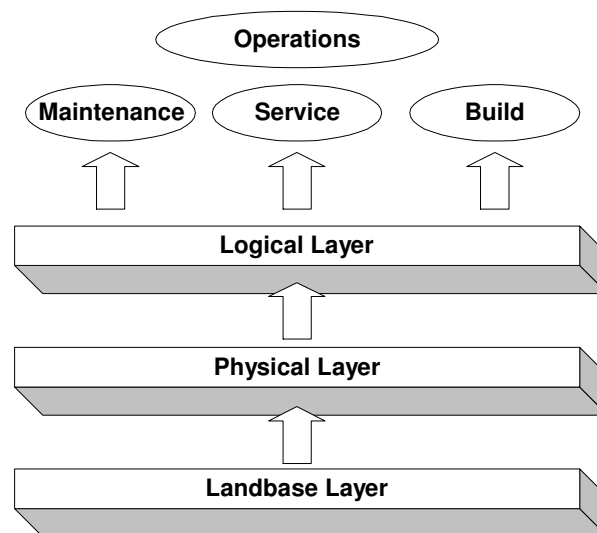 Operations
Maintenance
Service
Build
Logical Layer
Physical Layer
Landbase Layer